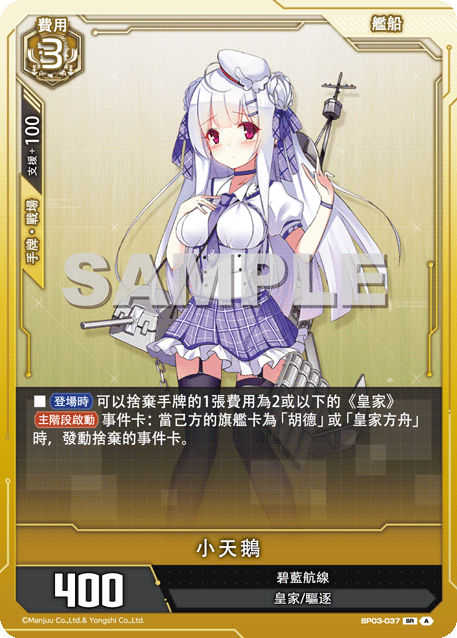 費用
3
艦船
支援+100
手牌・戰場
SAMPLE
■ 登場時 可以捨棄手牌的1張費用為2或以下的《皇家》
主階段啟動 事件卡：當己方的旗艦卡為「胡德」或「皇家方舟」
時，發動捨棄的事件卡。
小天鵝
400
碧藍航線
皇家/驅逐
©Manjuu Co.,Ltd.& Yongshi Co.,Ltd.
BP03-037 SR A